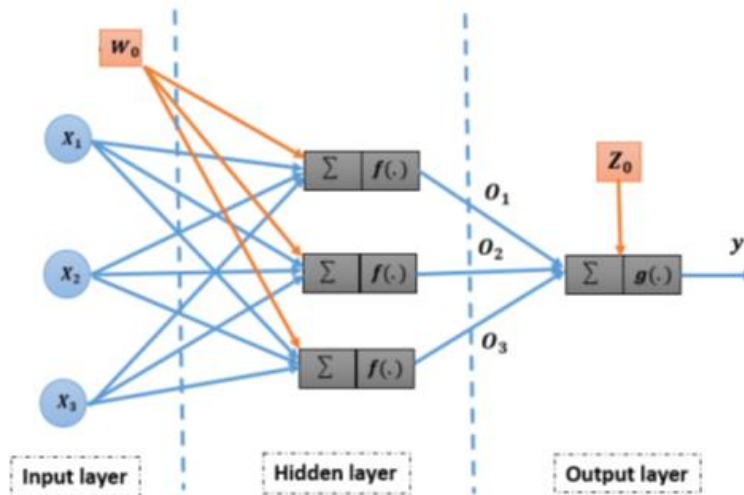 W₀
X₁
X₂
X₃
∑ f(.)
∑ f(.)
∑ f(.)
O₁
O₂
O₃
Z₀
∑ g(.)
y
Input layer
Hidden layer
Output layer